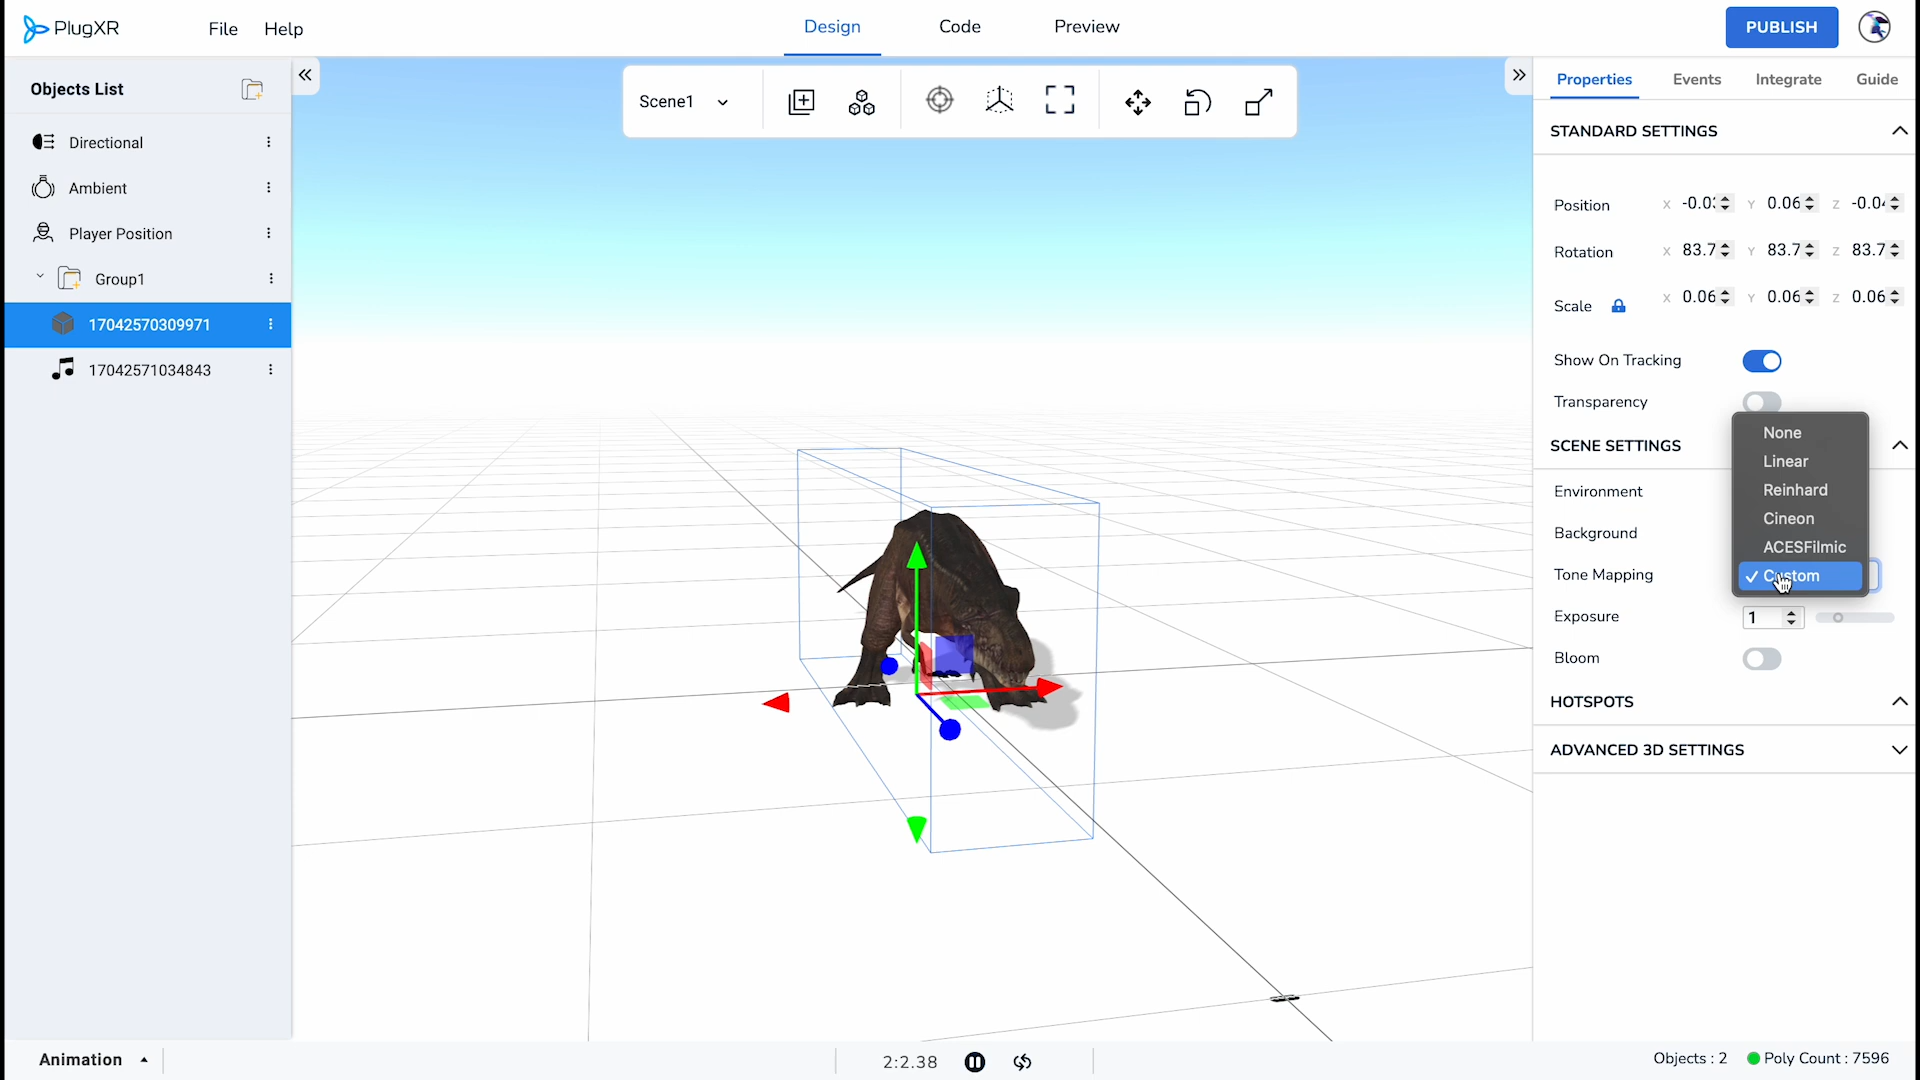 PlugXR
File
Help
Design
Code
Preview
PUBLISH
Objects List
Directional
Ambient
Player Position
Group1
17042570309971
17042571034843
Scene1
Properties
Events
Integrate
Guide
STANDARD SETTINGS
Position
X
Y 0.06
Z
Rotation
X 83.7
Y 83.7
Z 83.7
Scale
X 0.06
Y 0.06
Z 0.06
Show On Tracking
Transparency
SCENE SETTINGS
Environment
Background
Tone Mapping
None
Linear
Reinhard
Cineon
ACESFilmic
✓ Custom
Exposure
1
Bloom
HOTSPOTS
ADVANCED 3D SETTINGS
Animation
2:2.38
Objects : 2
Poly Count : 7596